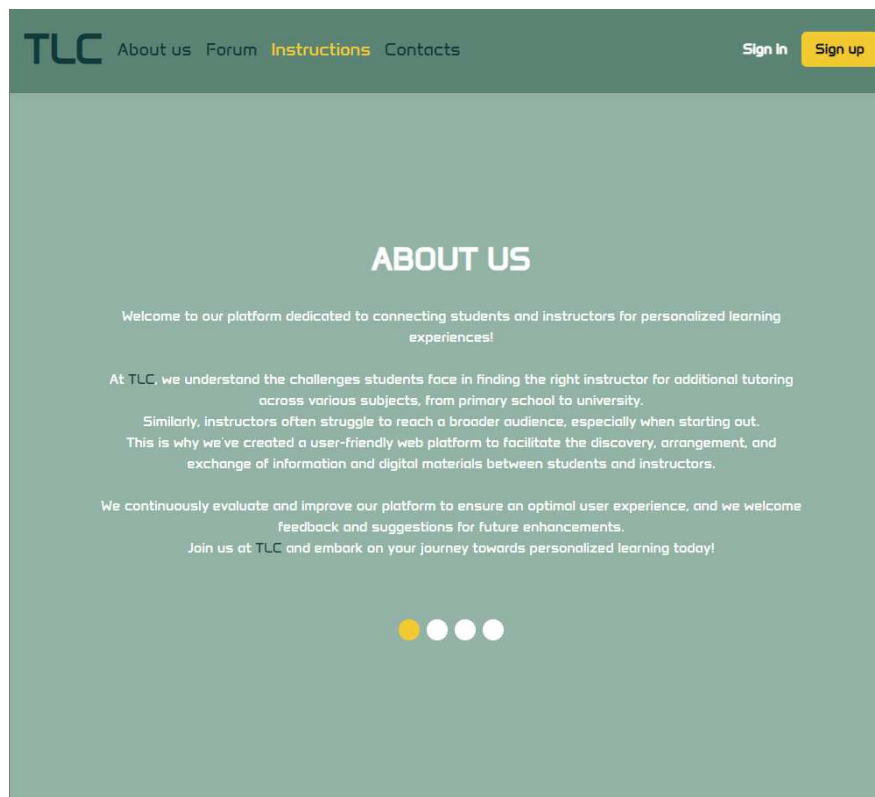 TLC About us Forum Instructions Contacts Sign in Sign up
ABOUT US
Welcome to our platform dedicated to connecting students and instructors for personalized learning
experiences!
At TLC, we understand the challenges students face in finding the right instructor for additional tutoring
across various subjects, from primary school to university.
Similarly, instructors often struggle to reach a broader audience, especially when starting out.
This is why we've created a user-friendly web platform to facilitate the discovery, arrangement, and
exchange of information and digital materials between students and instructors.
We continuously evaluate and improve our platform to ensure an optimal user experience, and we welcome
feedback and suggestions for future enhancements.
Join us at TLC and embark on your journey towards personalized learning today!